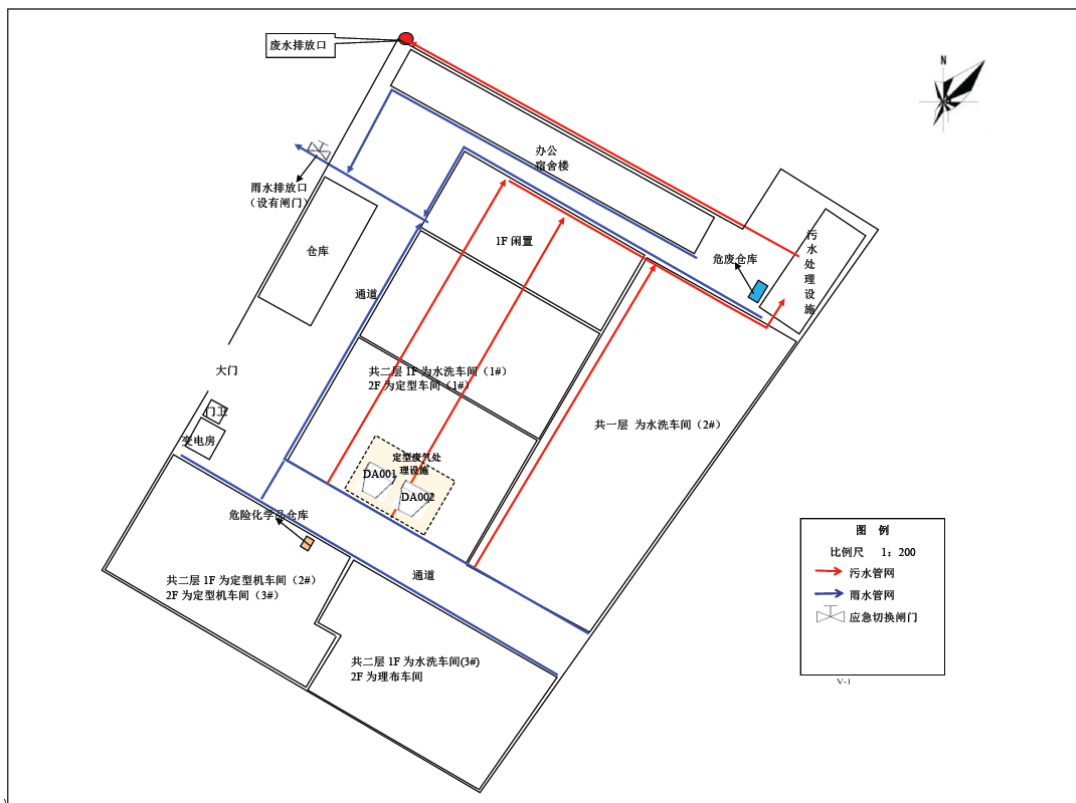 废水排放口
N
办公
宿舍楼
雨水排放口
（设有闸门）
1F 闲置
危废仓库
污水处理设施
仓库
通道
大门
共二层 1F 为水洗车间（1#）
2F 为定型车间（1#）
共一层 为水洗车间（2#）
门卫
变电房
定型废气处
理设施
DA001
DA002
危险化学品仓库
通道
共二层 1F 为定型机车间（2#）
2F 为定型机车间（3#）
共二层 1F 为水洗车间(3#)
2F 为理布车间
图 例
比例尺 1：200
污水管网
雨水管网
应急切换闸门
V-1